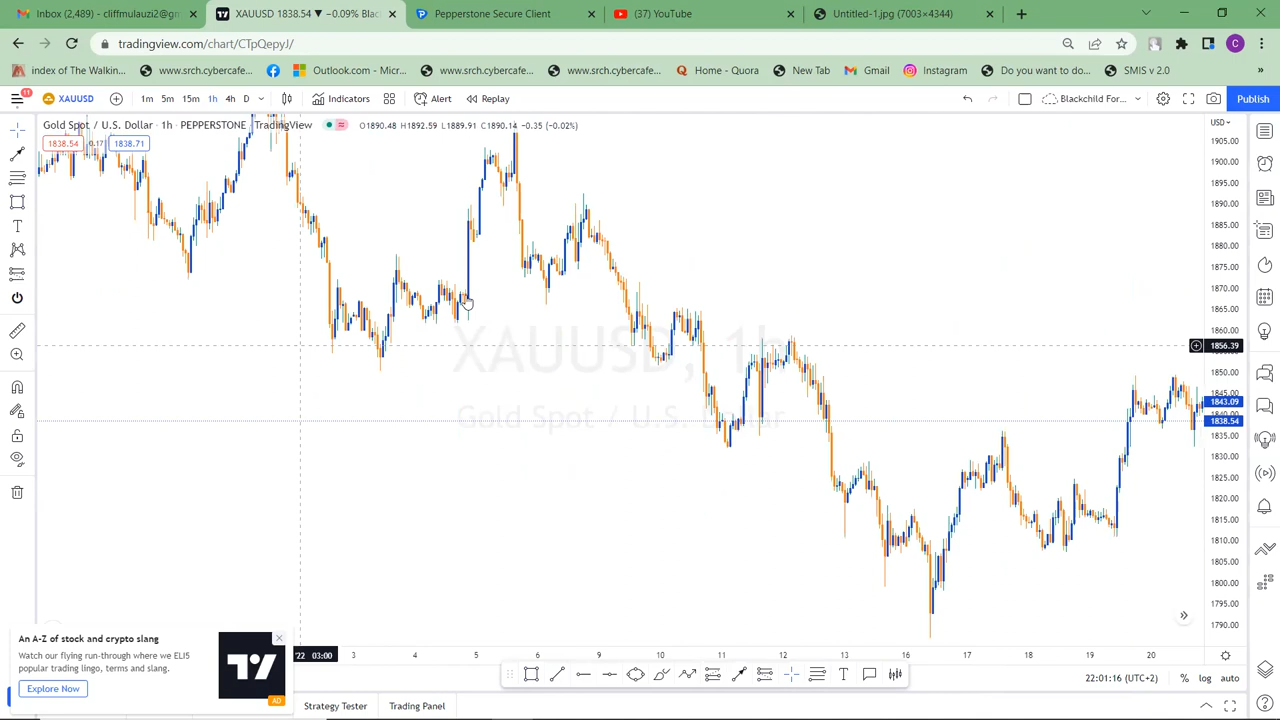 Inbox (2,489) - cliffmulauzi2@gm
XAUUSD 1838.54 ▼ −0.09% Blac
Pepperstone Secure Client
(37) YouTube
Untitled-1.jpg (7003×4344)
tradingview.com/chart/CTpQepyJ/
C
index of The Walkin...
www.srch.cybercafe...
Outlook.com - Micr...
www.srch.cybercafe...
www.srch.cybercafe...
Home - Quora
New Tab
Gmail
Instagram
Do you want to do...
SMIS v 2.0
»
11
XAUUSD
1m
5m
15m
1h
4h
D
Indicators
Alert
Replay
Blackchild For...
Publish
Gold Spot / U.S. Dollar · 1h · PEPPERSTONE · TradingView
O1890.48 H1892.59 L1889.91 C1890.14 −0.35 (−0.02%)
USD
1838.54
0.17
1838.71
1905.00
1900.00
1895.00
1890.00
1885.00
1880.00
1875.00
1870.00
1865.00
1860.00
1856.39
1850.00
1845.00
1843.09
1838.54
1835.00
1830.00
1825.00
1820.00
1815.00
1810.00
1805.00
1800.00
1795.00
1790.00
XAUUSD, 1h
Gold Spot / U.S. Dollar
An A-Z of stock and crypto slang
Watch our flying run-through where we ELI5
popular trading lingo, terms and slang.
Explore Now
AD
'22 03:00
3
4
5
6
9
10
11
12
13
16
17
18
19
20
22:01:16 (UTC+2)
%
log
auto
Strategy Tester
Trading Panel